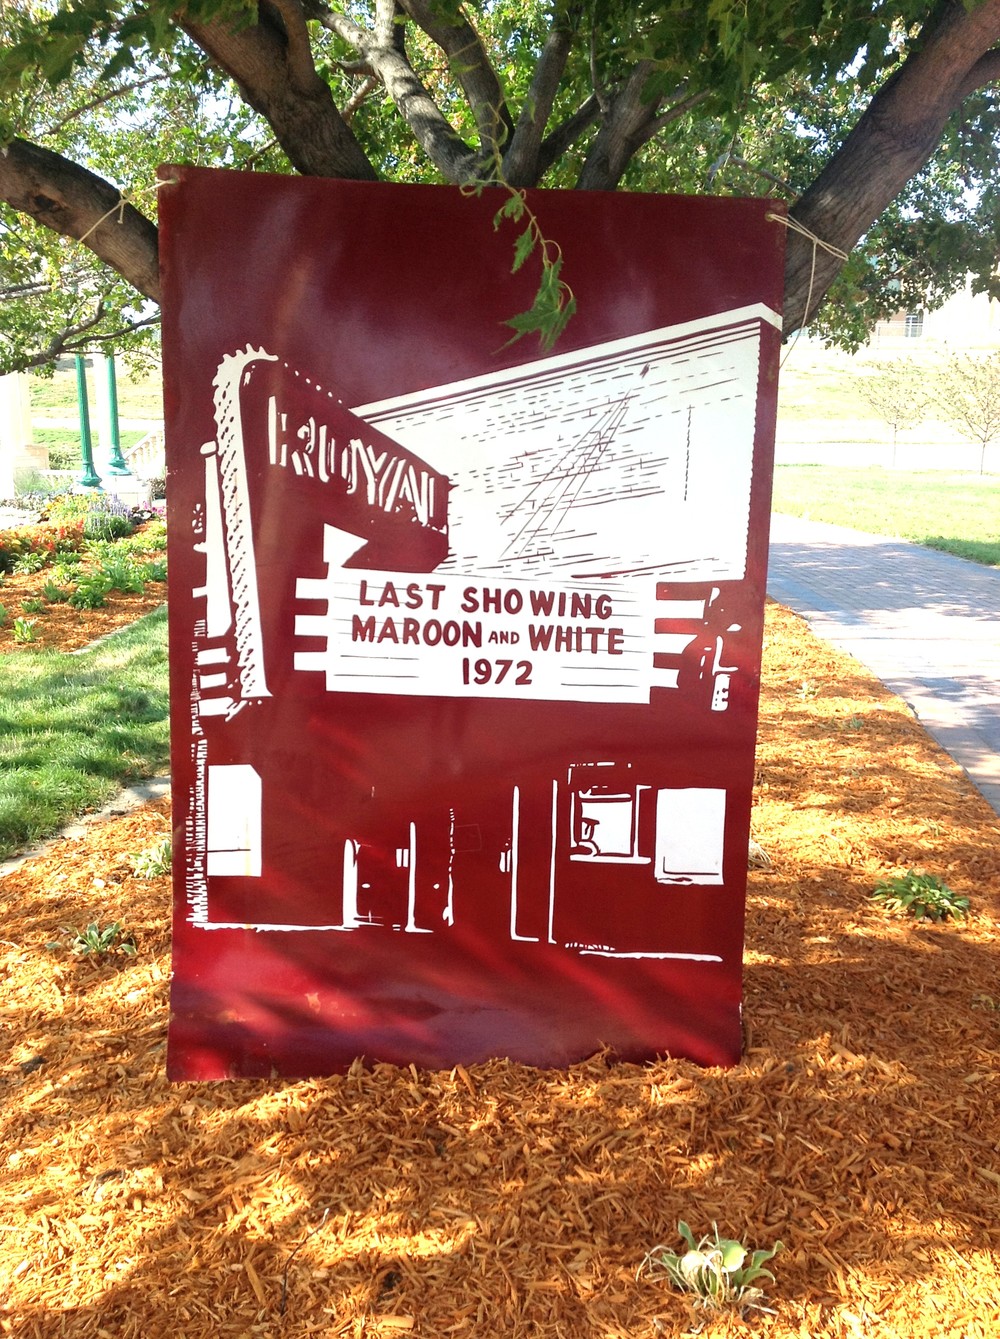 ROYAL
LAST SHOWING
MAROON AND WHITE
1972